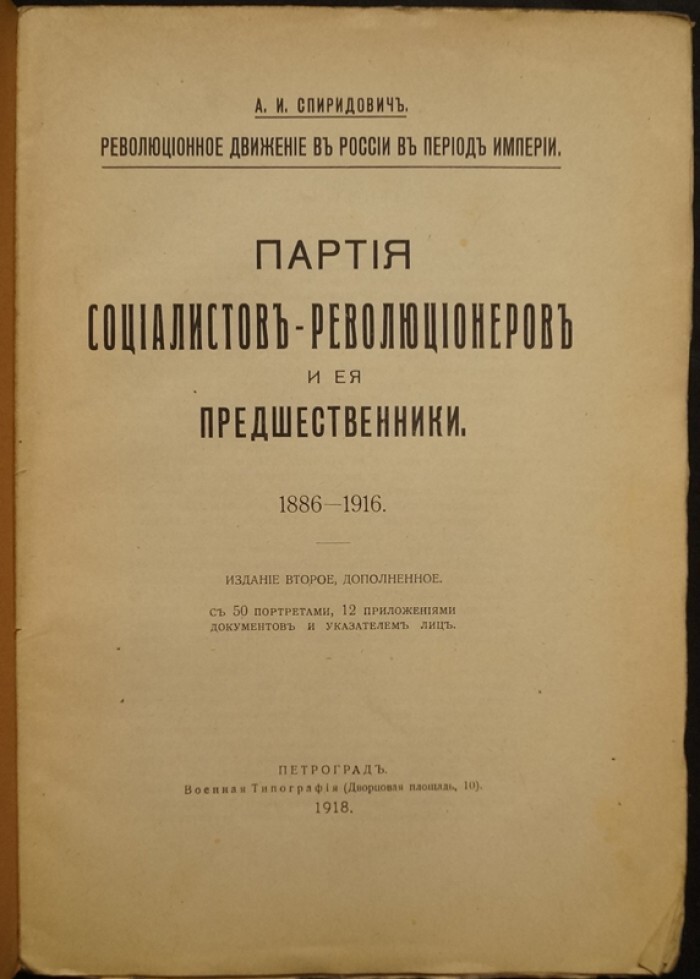 А. И. СПИРИДОВИЧЪ.
РЕВОЛЮЦІОННОЕ ДВИЖЕНІЕ ВЪ РОССІИ ВЪ ПЕРІОДЪ ИМПЕРІИ.
ПАРТІЯ
СОЦІАЛИСТОВЪ-РЕВОЛЮЦІОНЕРОВЪ
И ЕЯ
ПРЕДШЕСТВЕННИКИ.
1886—1916.
ИЗДАНІЕ ВТОРОЕ, ДОПОЛНЕННОЕ.
СЪ 50 ПОРТРЕТАМИ, 12 ПРИЛОЖЕНІЯМИ
ДОКУМЕНТОВЪ И УКАЗАТЕЛЕМЪ ЛИЦЪ.
ПЕТРОГРАДЪ.
Военная Типографія (Дворцовая площадь, 10).
1918.